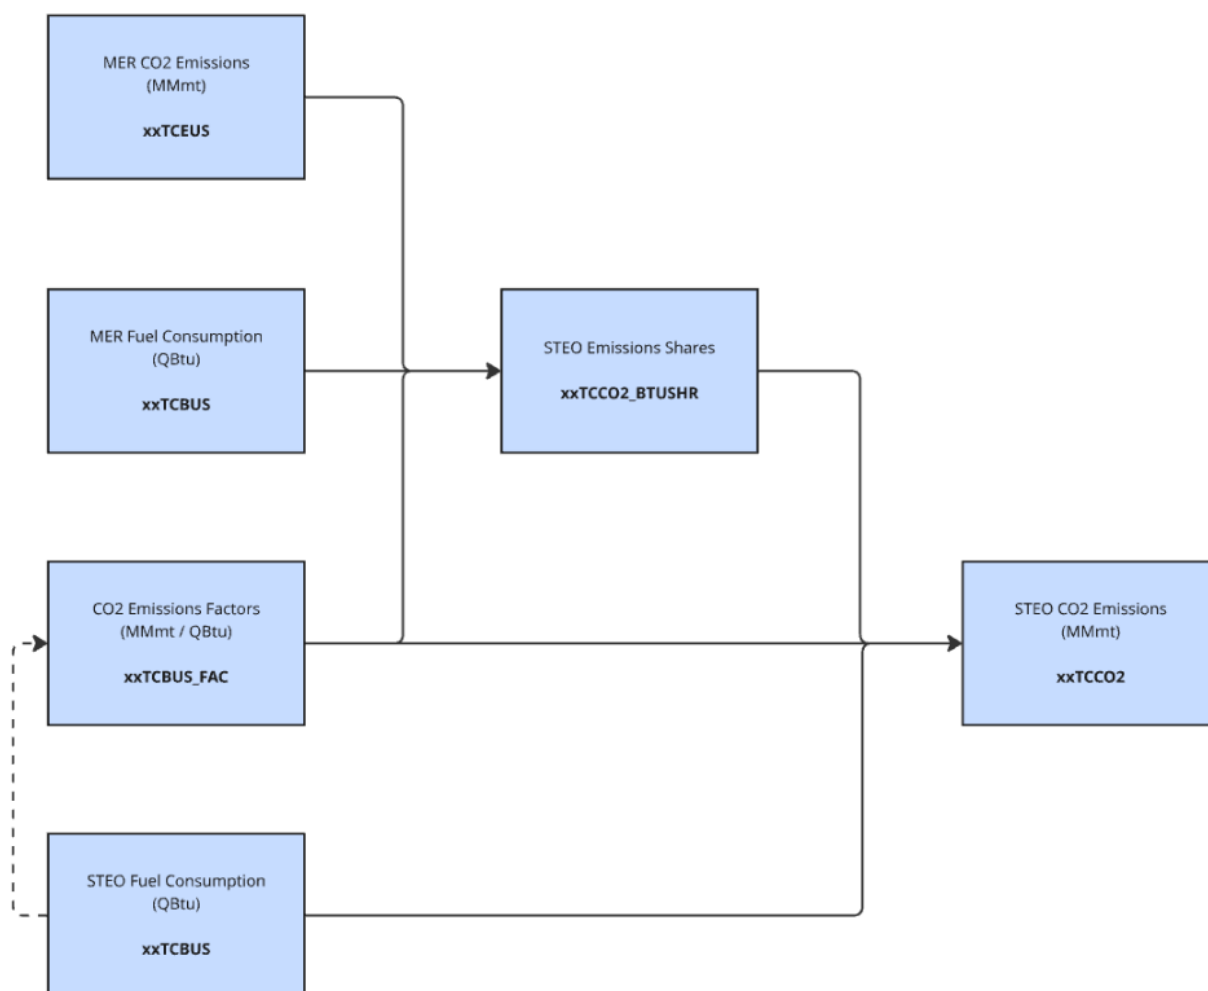 MER CO2 Emissions
(MMmt)
xxTCEUS
MER Fuel Consumption
(QBtu)
xxTCBUS
STEO Emissions Shares
xxTCCO2_BTUSHR
CO2 Emissions Factors
(MMmt / QBtu)
xxTCBUS_FAC
STEO CO2 Emissions
(MMmt)
xxTCCO2
STEO Fuel Consumption
(QBtu)
xxTCBUS